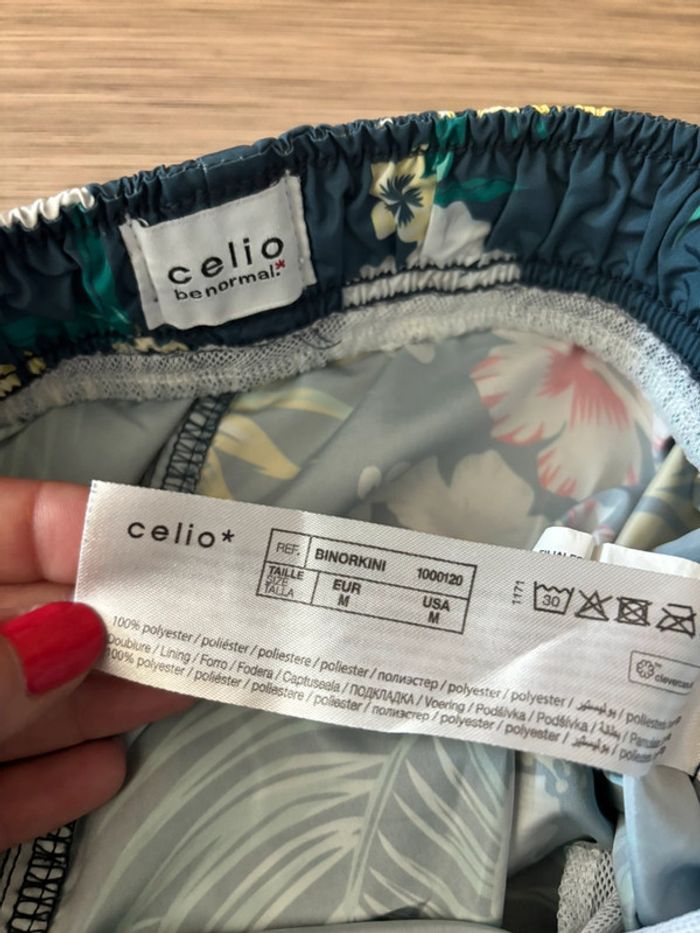 celio
be normal:*
celio*
REF. BINORKINI 1000120
TAILLE
SIZE
TALLA
EUR
M
USA
M
1171
30
100% polyester / poliéster / poliestere / poliester / полиэстер / polyester / polyester /
Doublure / Lining / Forro / Fodera / Captuseala / ПОДКЛАДКА / Voering / Podšívka / Podšívka /
100% polyester / poliéster / poliestere / poliester / полиэстер / polyester / polyester /
clevercare